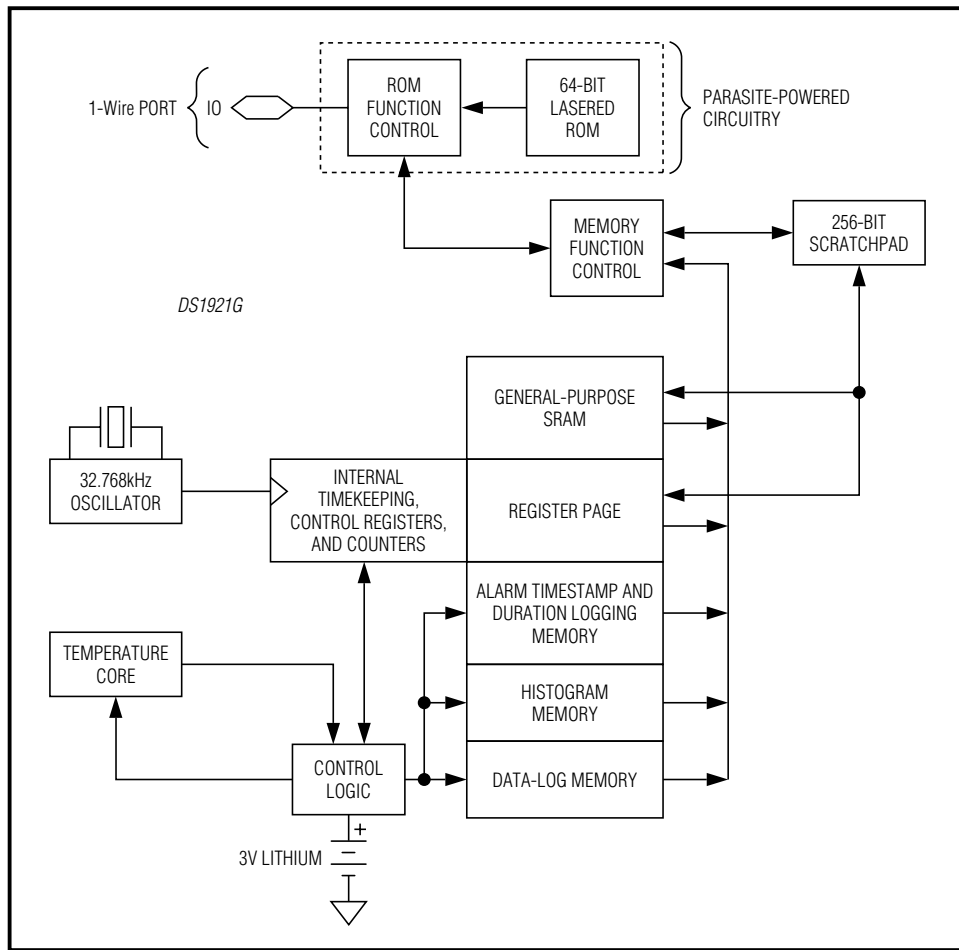 1-Wire PORT
IO
ROM
FUNCTION
CONTROL
64-BIT
LASERED
ROM
PARASITE-POWERED
CIRCUITRY
MEMORY
FUNCTION
CONTROL
256-BIT
SCRATCHPAD
DS1921G
GENERAL-PURPOSE
SRAM
32.768kHz
OSCILLATOR
INTERNAL
TIMEKEEPING,
CONTROL REGISTERS,
AND COUNTERS
REGISTER PAGE
ALARM TIMESTAMP AND
DURATION LOGGING
MEMORY
TEMPERATURE
CORE
HISTOGRAM
MEMORY
CONTROL
LOGIC
DATA-LOG MEMORY
3V LITHIUM